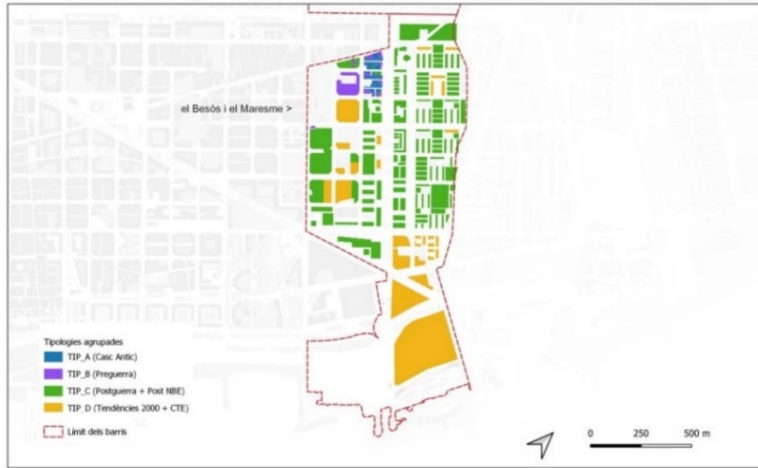 el Besòs i el Maresme >
Tipologies agrupades
TIP_A (Casc Antic)
TIP_B (Preguerra)
TIP_C (Postguerra + Post NBE)
TIP_D (Tendències 2000 + CTE)
Límit dels barris
0 250 500 m